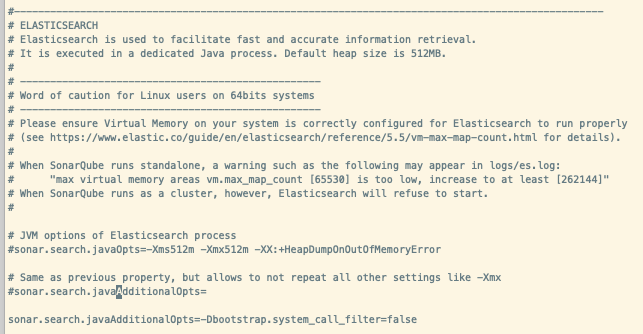 #--------------------------------------------------------------------------------------------------
# ELASTICSEARCH
# Elasticsearch is used to facilitate fast and accurate information retrieval.
# It is executed in a dedicated Java process. Default heap size is 512MB.
#
# --------------------------------------------------
# Word of caution for Linux users on 64bits systems
# --------------------------------------------------
# Please ensure Virtual Memory on your system is correctly configured for Elasticsearch to run properly
# (see https://www.elastic.co/guide/en/elasticsearch/reference/5.5/vm-max-map-count.html for details).
#
# When SonarQube runs standalone, a warning such as the following may appear in logs/es.log:
#      "max virtual memory areas vm.max_map_count [65530] is too low, increase to at least [262144]"
# When SonarQube runs as a cluster, however, Elasticsearch will refuse to start.
#
# JVM options of Elasticsearch process
#sonar.search.javaOpts=-Xms512m -Xmx512m -XX:+HeapDumpOnOutOfMemoryError
# Same as previous property, but allows to not repeat all other settings like -Xmx
#sonar.search.javaAdditionalOpts=
sonar.search.javaAdditionalOpts=-Dbootstrap.system_call_filter=false